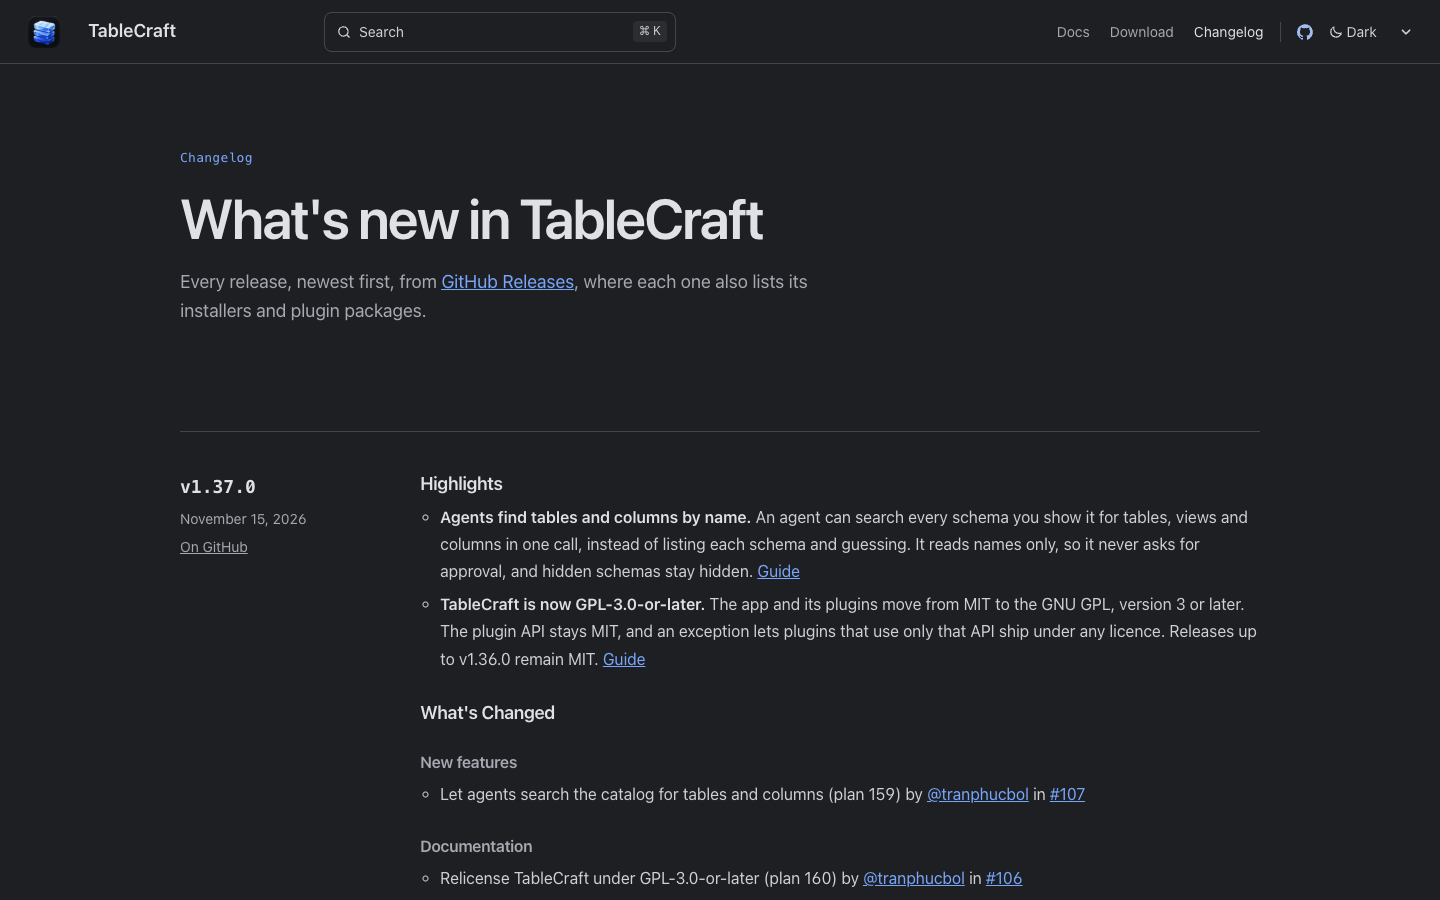 TableCraft
Search
⌘ K
Docs
Download
Changelog
Dark
Changelog
What's new in TableCraft
Every release, newest first, from GitHub Releases, where each one also lists its
installers and plugin packages.
v1.37.0
November 15, 2026
On GitHub
Highlights
Agents find tables and columns by name. An agent can search every schema you show it for tables, views and
columns in one call, instead of listing each schema and guessing. It reads names only, so it never asks for
approval, and hidden schemas stay hidden. Guide
TableCraft is now GPL-3.0-or-later. The app and its plugins move from MIT to the GNU GPL, version 3 or later.
The plugin API stays MIT, and an exception lets plugins that use only that API ship under any licence. Releases up
to v1.36.0 remain MIT. Guide
What's Changed
New features
Let agents search the catalog for tables and columns (plan 159) by @tranphucbol in #107
Documentation
Relicense TableCraft under GPL-3.0-or-later (plan 160) by @tranphucbol in #106